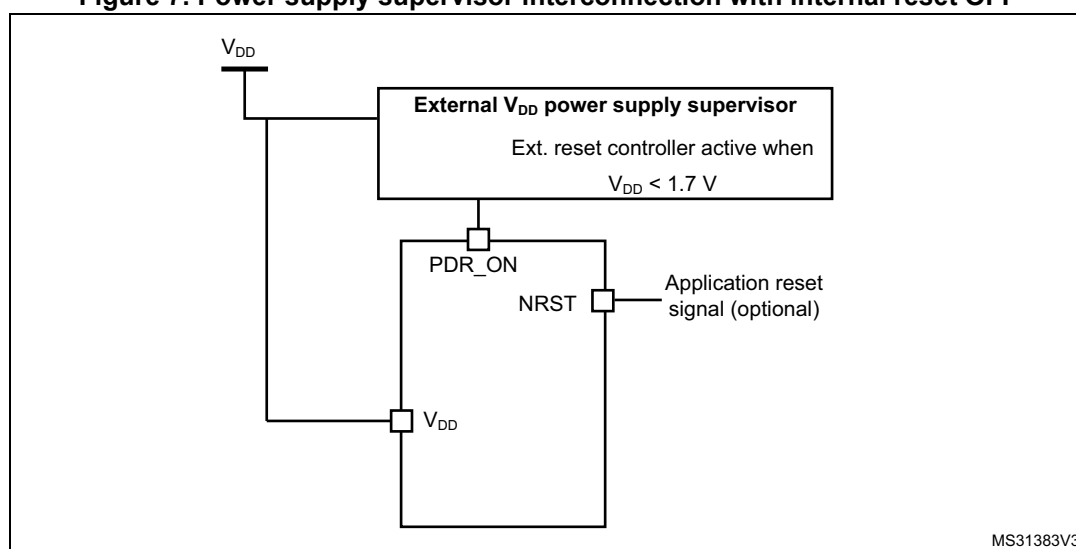 Figure 7. Power supply supervisor interconnection with internal reset OFF
VDD
External VDD power supply supervisor
Ext. reset controller active when
VDD < 1.7 V
PDR_ON
NRST
Application reset
signal (optional)
VDD
MS31383V3